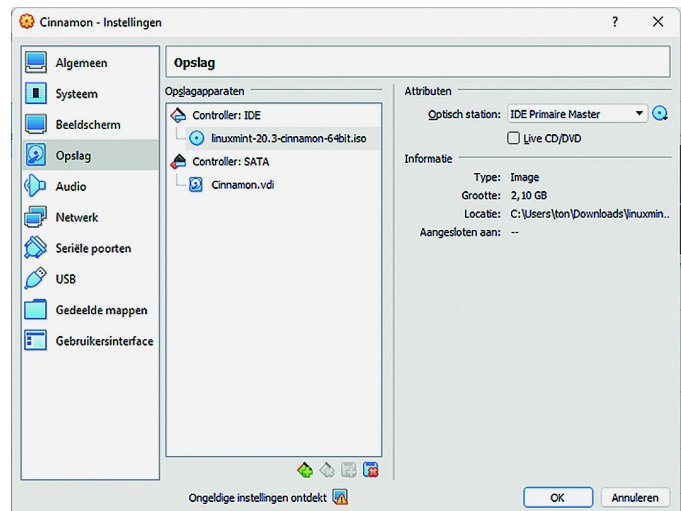 Cinnamon - Instellingen
?
Algemeen
Systeem
Beeldscherm
Opslag
Audio
Netwerk
Seriële poorten
USB
Gedeelde mappen
Gebruikersinterface
Opslag
Opslagapparaten
Controller: IDE
linuxmint-20.3-cinnamon-64bit.iso
Controller: SATA
Cinnamon.vdi
Attributen
Optisch station: IDE Primaire Master
Live CD/DVD
Informatie
Type: Image
Grootte: 2,10 GB
Locatie: C:\Users\ton\Downloads\linuxmin..
Aangesloten aan: --
Ongeldige instellingen ontdekt
OK
Annuleren